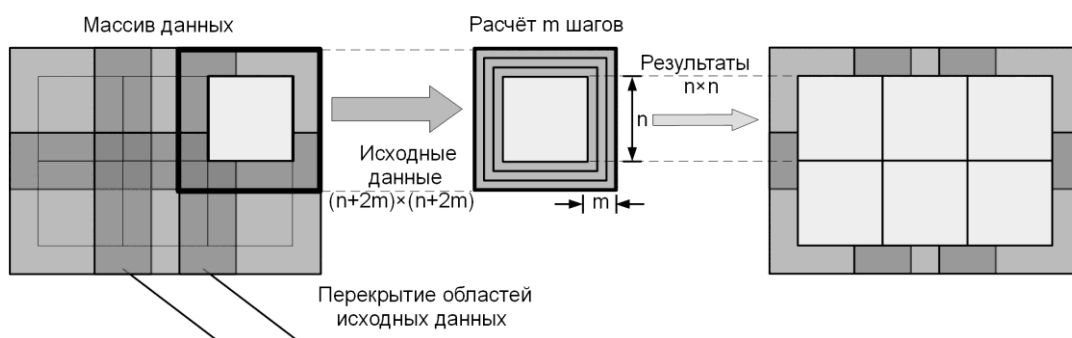 Массив данных
Расчёт m шагов
Результаты
n×n
n
Исходные
данные
(n+2m)×(n+2m)
m
Перекрытие областей
исходных данных